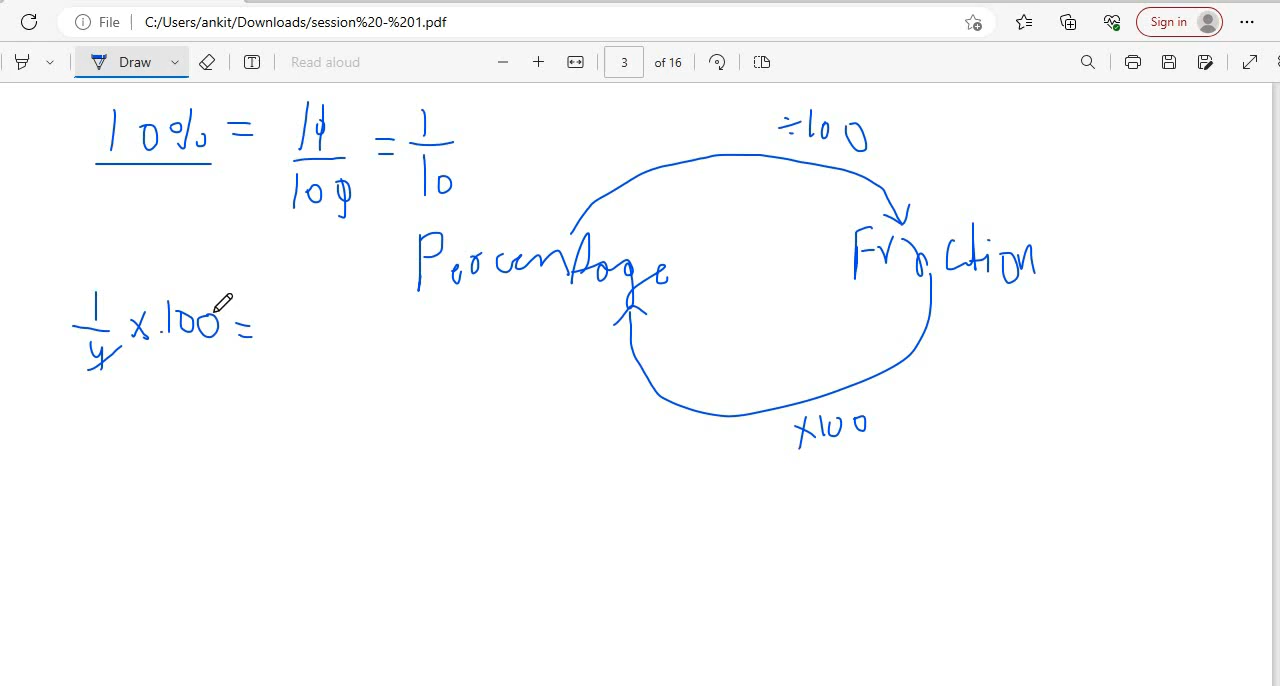 File C:/Users/ankit/Downloads/session%20-%201.pdf Sign in
Draw Read aloud 3 of 16
10% = 10/100 = 1/10
÷100
Percentage Fraction
1/4 x 100 =
x100